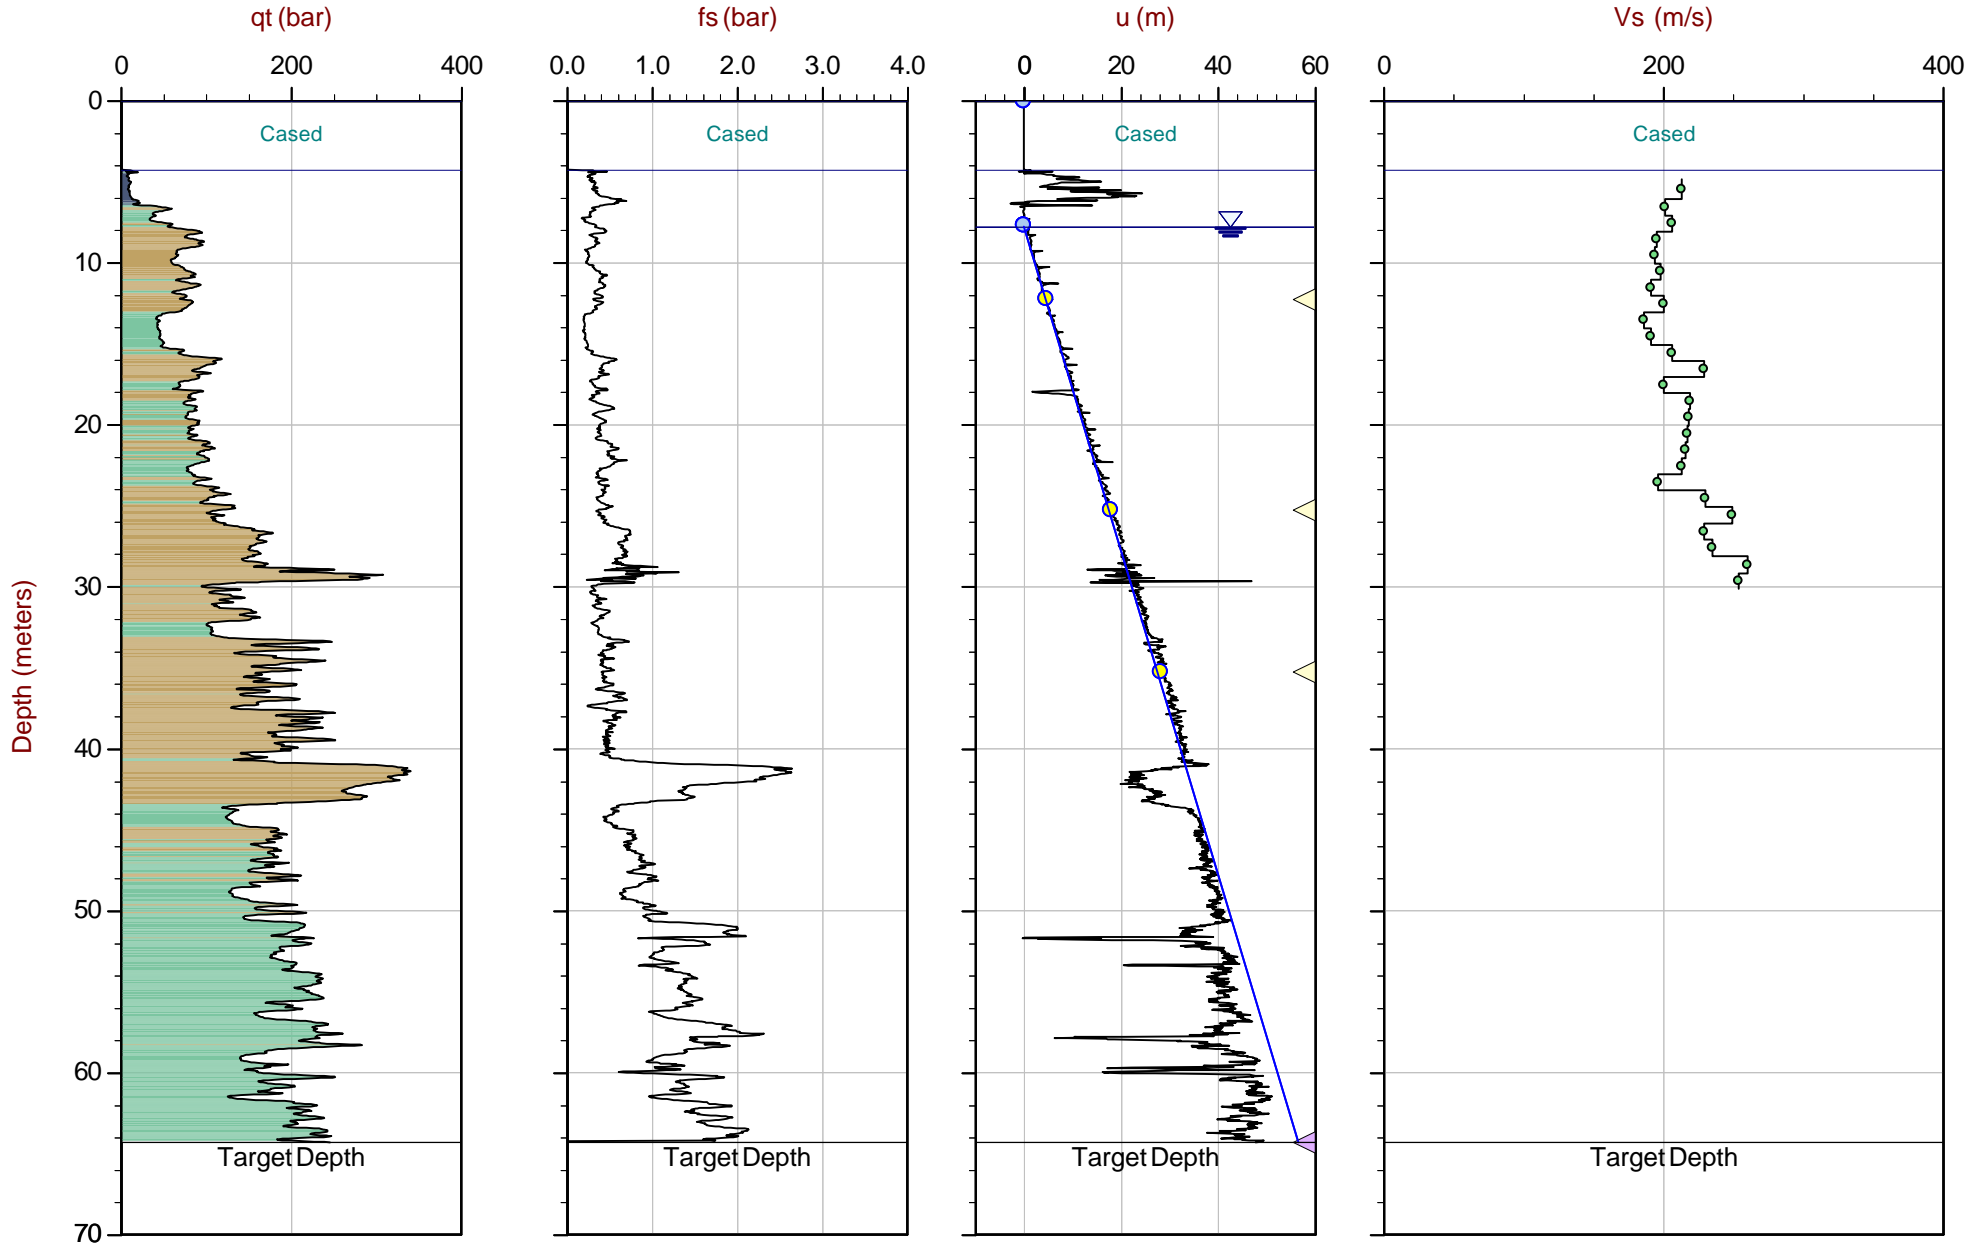 qt (bar) fs (bar) u (m) Vs (m/s)
0 200 400 0.0 1.0 2.0 3.0 4.0 0 20 40 60 0 200 400
0
Cased Cased Cased Cased
10
20
30
Depth (meters)
40
50
60
Target Depth Target Depth Target Depth Target Depth
70